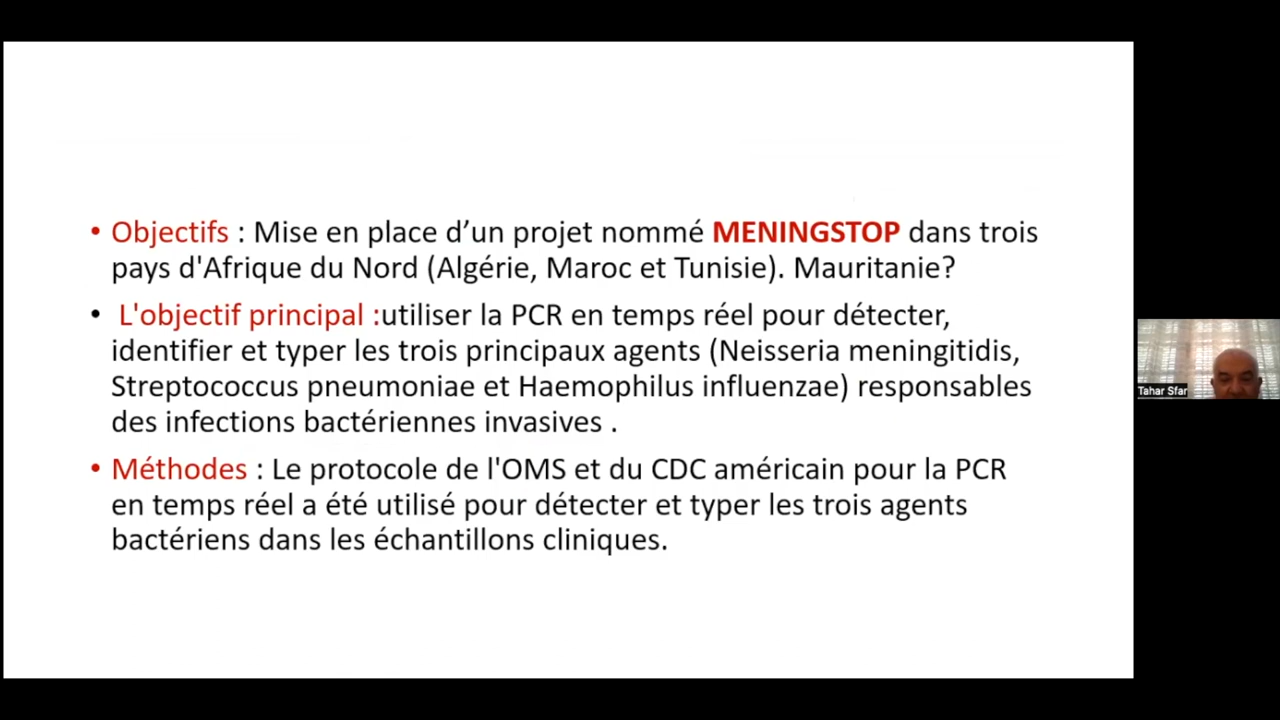 • Objectifs : Mise en place d’un projet nommé MENINGSTOP dans trois
pays d'Afrique du Nord (Algérie, Maroc et Tunisie). Mauritanie?
• L'objectif principal :utiliser la PCR en temps réel pour détecter,
identifier et typer les trois principaux agents (Neisseria meningitidis,
Streptococcus pneumoniae et Haemophilus influenzae) responsables
des infections bactériennes invasives .
• Méthodes : Le protocole de l'OMS et du CDC américain pour la PCR
en temps réel a été utilisé pour détecter et typer les trois agents
bactériens dans les échantillons cliniques.
Tahar Sfar